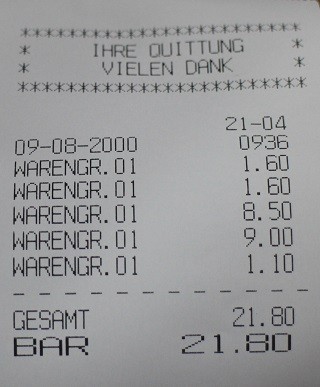 ************************
* IHRE QUITTUNG *
* VIELEN DANK *
************************
21-04
09-08-2000 0936
WARENGR.01 1.60
WARENGR.01 1.60
WARENGR.01 8.50
WARENGR.01 9.00
WARENGR.01 1.10
- - - - - - - - - - - -
GESAMT 21.80
BAR 21.80